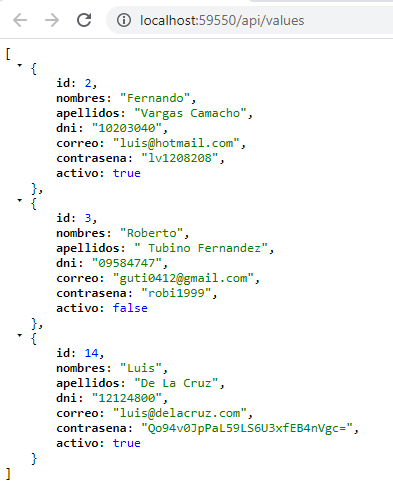 localhost:59550/api/values
[
{
id: 2,
nombres: "Fernando",
apellidos: "Vargas Camacho",
dni: "10203040",
correo: "luis@hotmail.com",
contrasena: "lv1208208",
activo: true
},
{
id: 3,
nombres: "Roberto",
apellidos: " Tubino Fernandez",
dni: "09584747",
correo: "guti0412@gmail.com",
contrasena: "robi1999",
activo: false
},
{
id: 14,
nombres: "Luis",
apellidos: "De La Cruz",
dni: "12124800",
correo: "luis@delacruz.com",
contrasena: "Qo94v0JpPaL59LS6U3xfEB4nVgc=",
activo: true
}
]